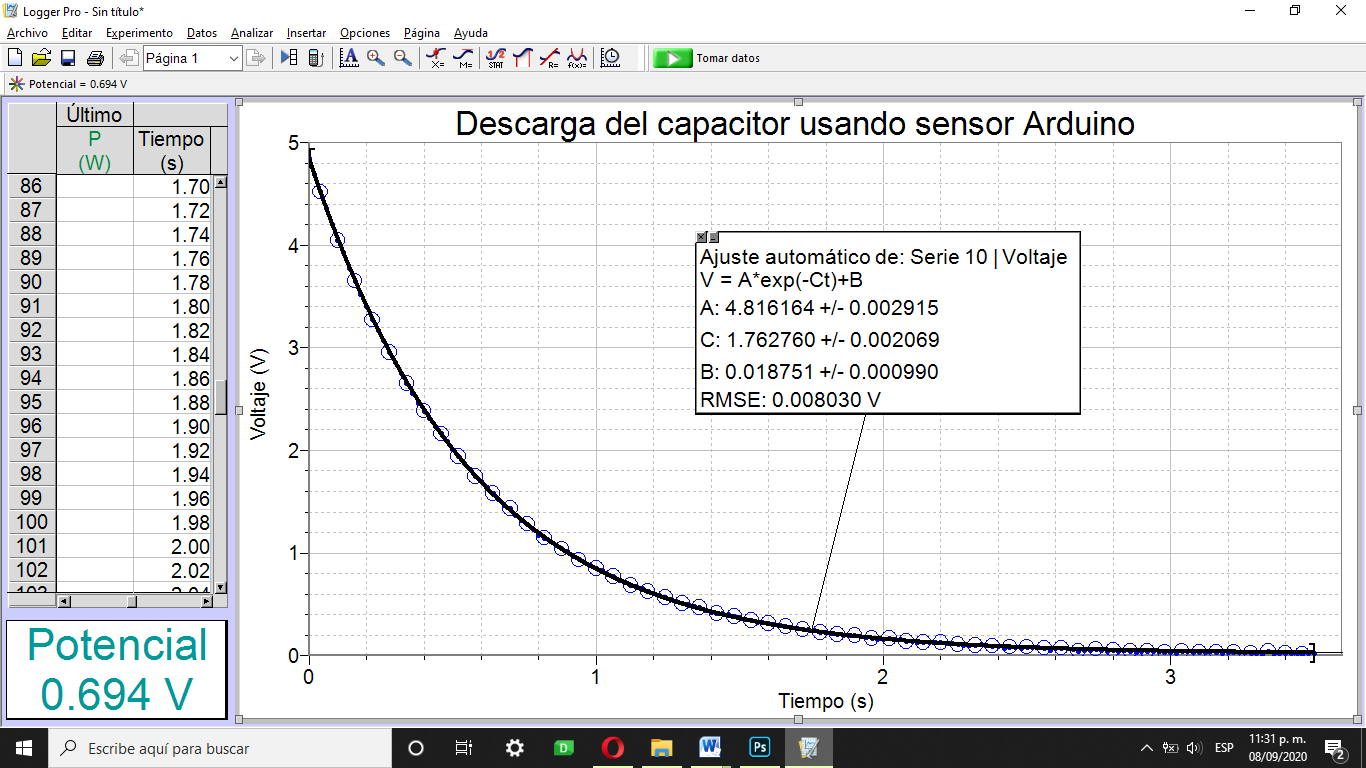 Logger Pro - Sin título*
Archivo Editar Experimento Datos Analizar Insertar Opciones Página Ayuda
Página 1
X= M= STAT R= f(x)= Tomar datos
Potencial = 0.694 V
Último
P Tiempo
(W) (s)
86 1.70
87 1.72
88 1.74
89 1.76
90 1.78
91 1.80
92 1.82
93 1.84
94 1.86
95 1.88
96 1.90
97 1.92
98 1.94
99 1.96
100 1.98
101 2.00
102 2.02
103 2.04
Potencial
0.694 V
Descarga del capacitor usando sensor Arduino
5
4
3
2
1
0
Voltaje (V)
Ajuste automático de: Serie 10 | Voltaje
V = A*exp(-Ct)+B
A: 4.816164 +/- 0.002915
C: 1.762760 +/- 0.002069
B: 0.018751 +/- 0.000990
RMSE: 0.008030 V
0 1 2 3
Tiempo (s)
Escribe aquí para buscar
D
W
Ps
ESP
11:31 p. m.
08/09/2020
2